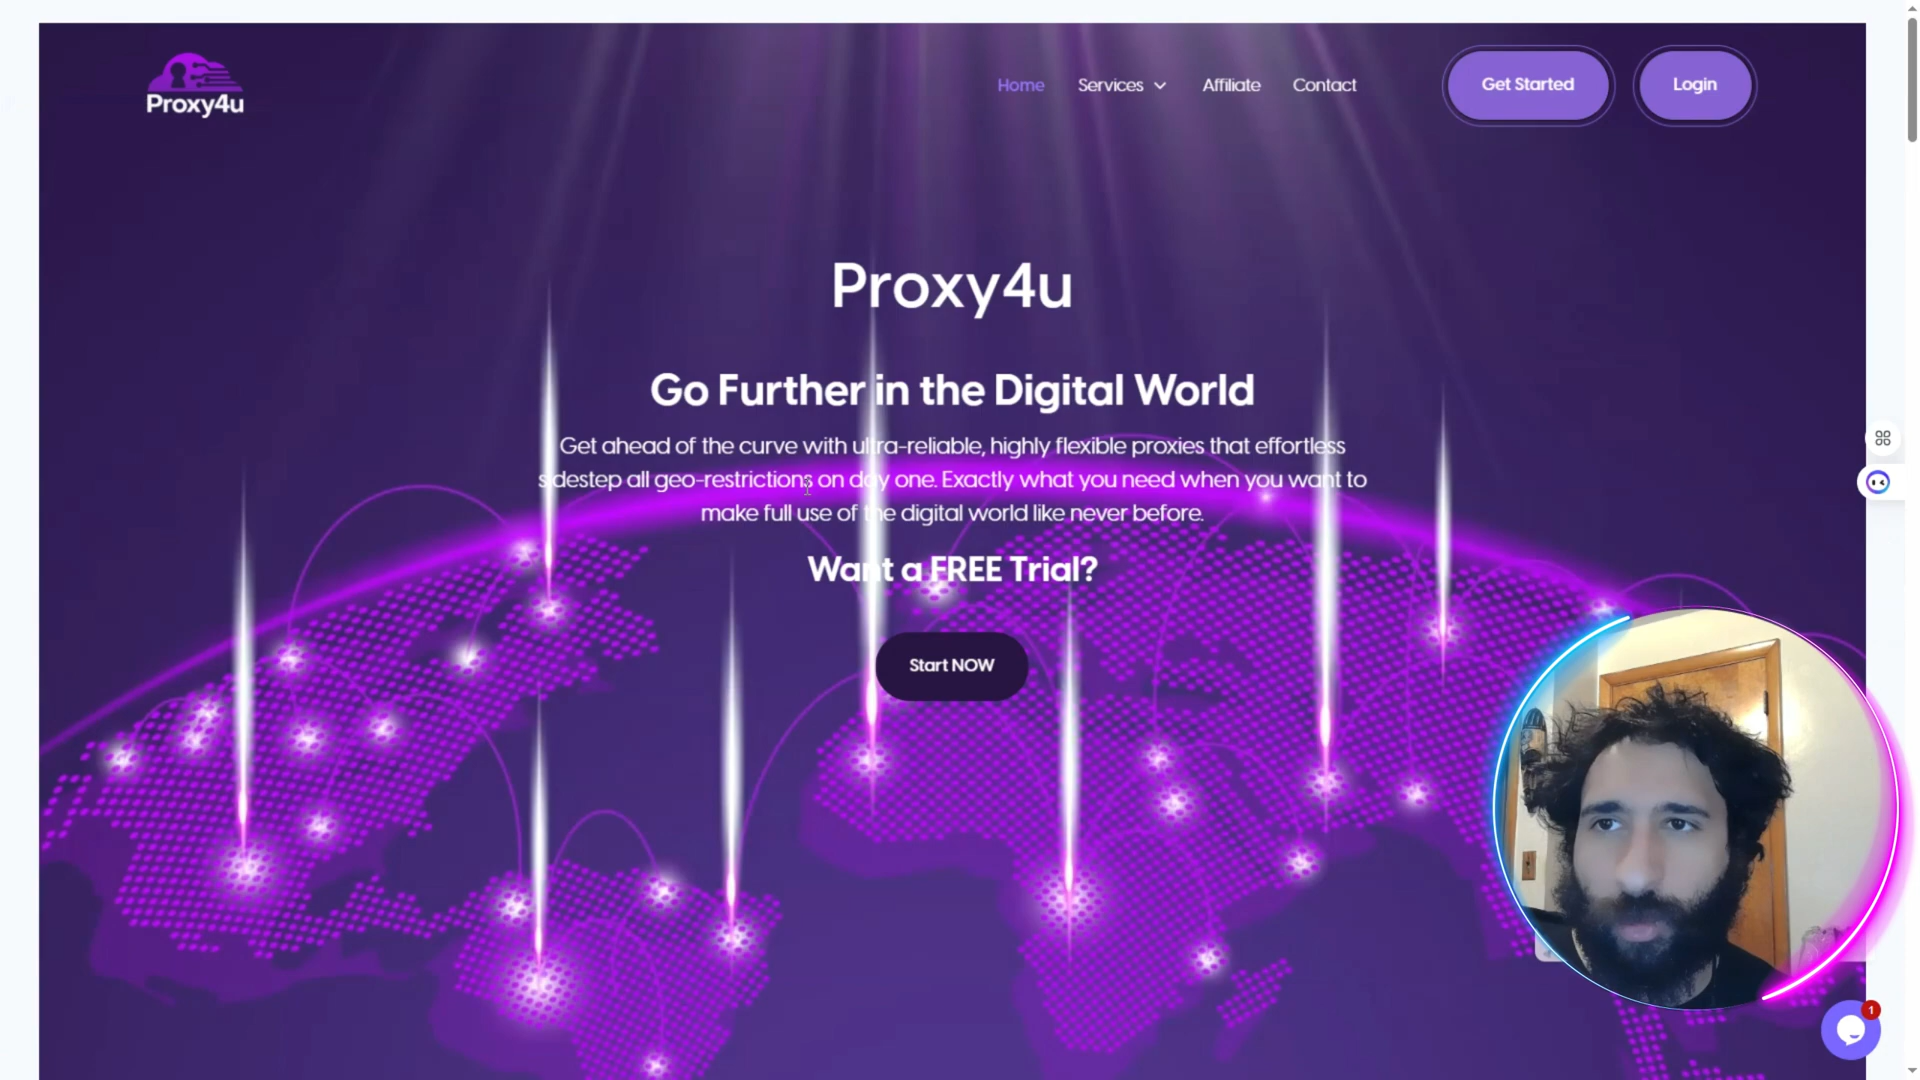 Proxy4u
Home
Services
Affiliate
Contact
Get Started
Login
Proxy4u
Go Further in the Digital World
Get ahead of the curve with ultra-reliable, highly flexible proxies that effortless
sidestep all geo-restrictions on day one. Exactly what you need when you want to
make full use of the digital world like never before.
Want a FREE Trial?
Start NOW
1